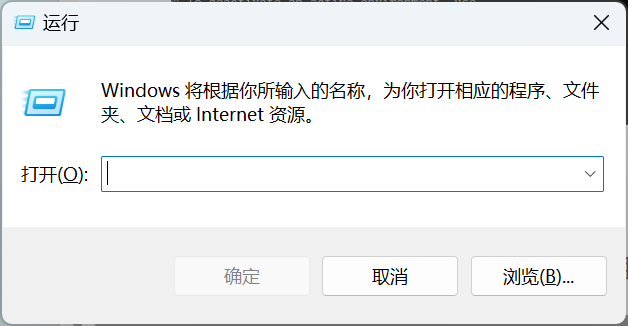 运行
Windows 将根据你所输入的名称，为你打开相应的程序、文件
夹、文档或 Internet 资源。
打开(O):
确定
取消
浏览(B)...